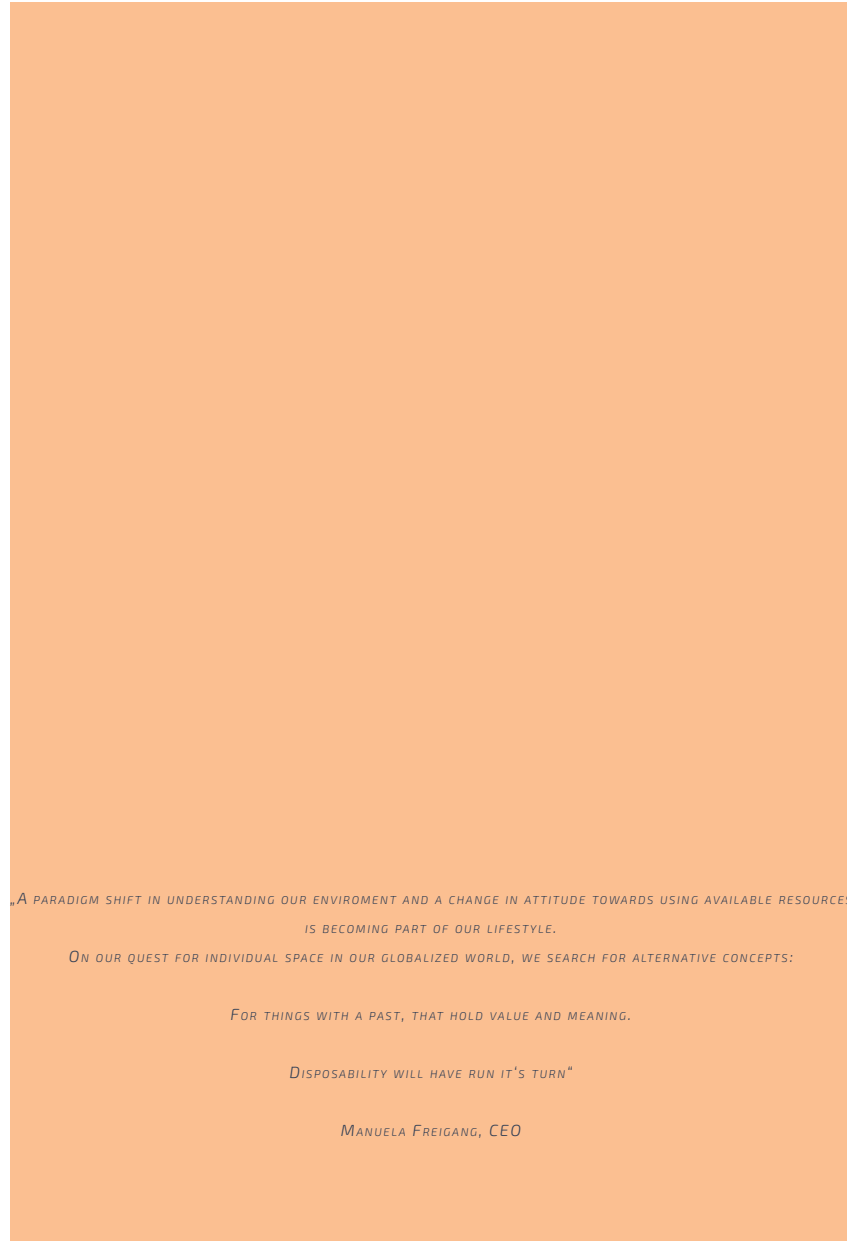 „A paradigm shift in understanding our enviroment and a change in attitude towards using available resources
is becoming part of our lifestyle.
On our quest for individual space in our globalized world, we search for alternative concepts:
For things with a past, that hold value and meaning.
Disposability will have run it‘s turn“
Manuela Freigang, CEO